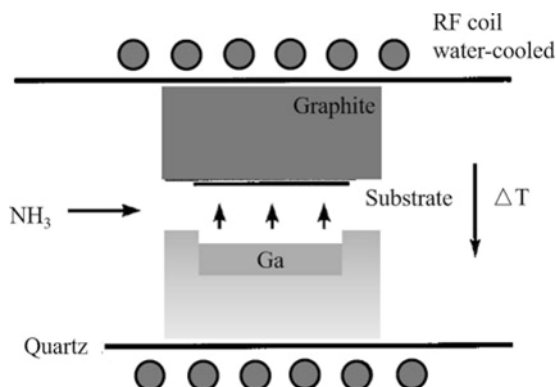 RF coil
water-cooled
Graphite
Substrate
△T
NH₃
Ga
Quartz